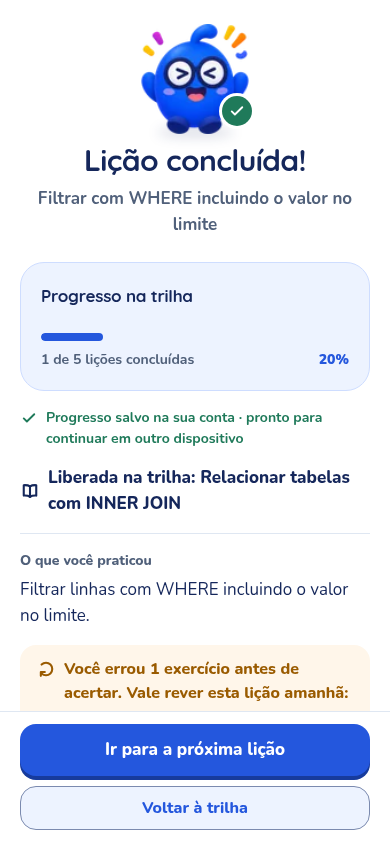 Lição concluída!
Filtrar com WHERE incluindo o valor no
limite
Progresso na trilha
1 de 5 lições concluídas
20%
Progresso salvo na sua conta · pronto para
continuar em outro dispositivo
Liberada na trilha: Relacionar tabelas
com INNER JOIN
O que você praticou
Filtrar linhas com WHERE incluindo o valor
no limite.
Você errou 1 exercício antes de
acertar. Vale rever esta lição amanhã:
Ir para a próxima lição
Voltar à trilha